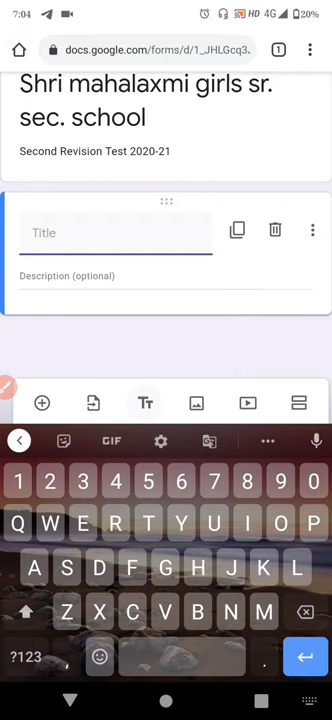 7:04 HD 4G 20%
docs.google.com/forms/d/1_JHLGcq3. 1
Shri mahalaxmi girls sr.
sec. school
Second Revision Test 2020-21
Title
Description (optional)
Tт
GIF
1 2 3 4 5 6 7 8 9 0
Q W E R T Y U I O P
A S D F G H J K L
Z X C V B N M
?123 , .